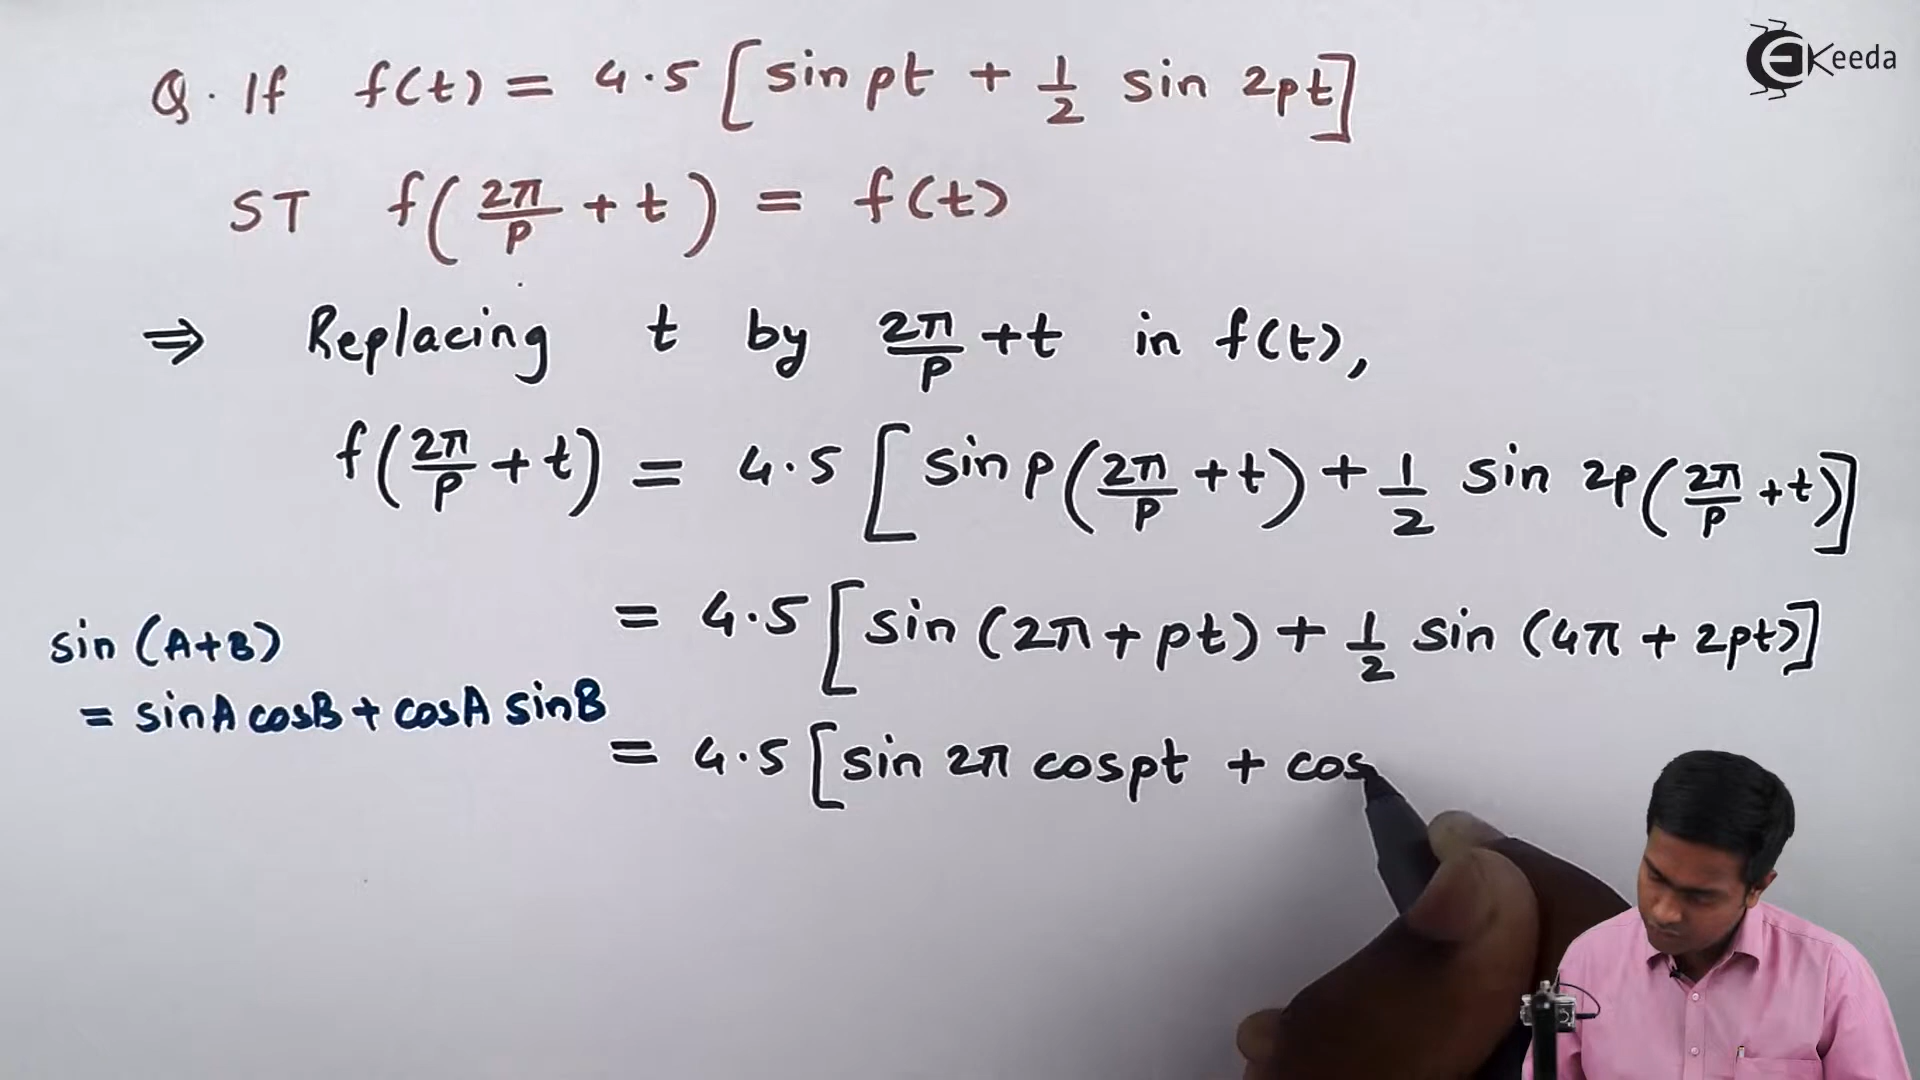 Keeda
Q. If f(t) = 4.5 [sin pt + 1/2 sin 2pt]
ST f(2π/p + t) = f(t)
⇒ Replacing t by 2π/p + t in f(t),
f(2π/p + t) = 4.5 [sin p(2π/p + t) + 1/2 sin 2p(2π/p + t)]
= 4.5 [sin (2π + pt) + 1/2 sin (4π + 2pt)]
sin (A+B)
= sinA cosB + cosA sinB
= 4.5 [sin 2π cospt + cos